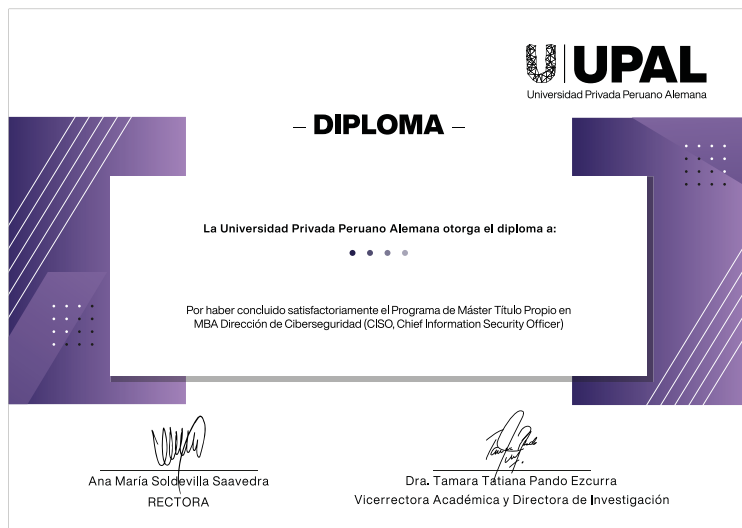 UPAL
Universidad Privada Peruano Alemana
– DIPLOMA –
La Universidad Privada Peruano Alemana otorga el diploma a:
Por haber concluido satisfactoriamente el Programa de Máster Título Propio en
MBA Dirección de Ciberseguridad (CISO, Chief Information Security Officer)
Ana María Soldevilla Saavedra
RECTORA
Dra. Tamara Tatiana Pando Ezcurra
Vicerrectora Académica y Directora de Investigación